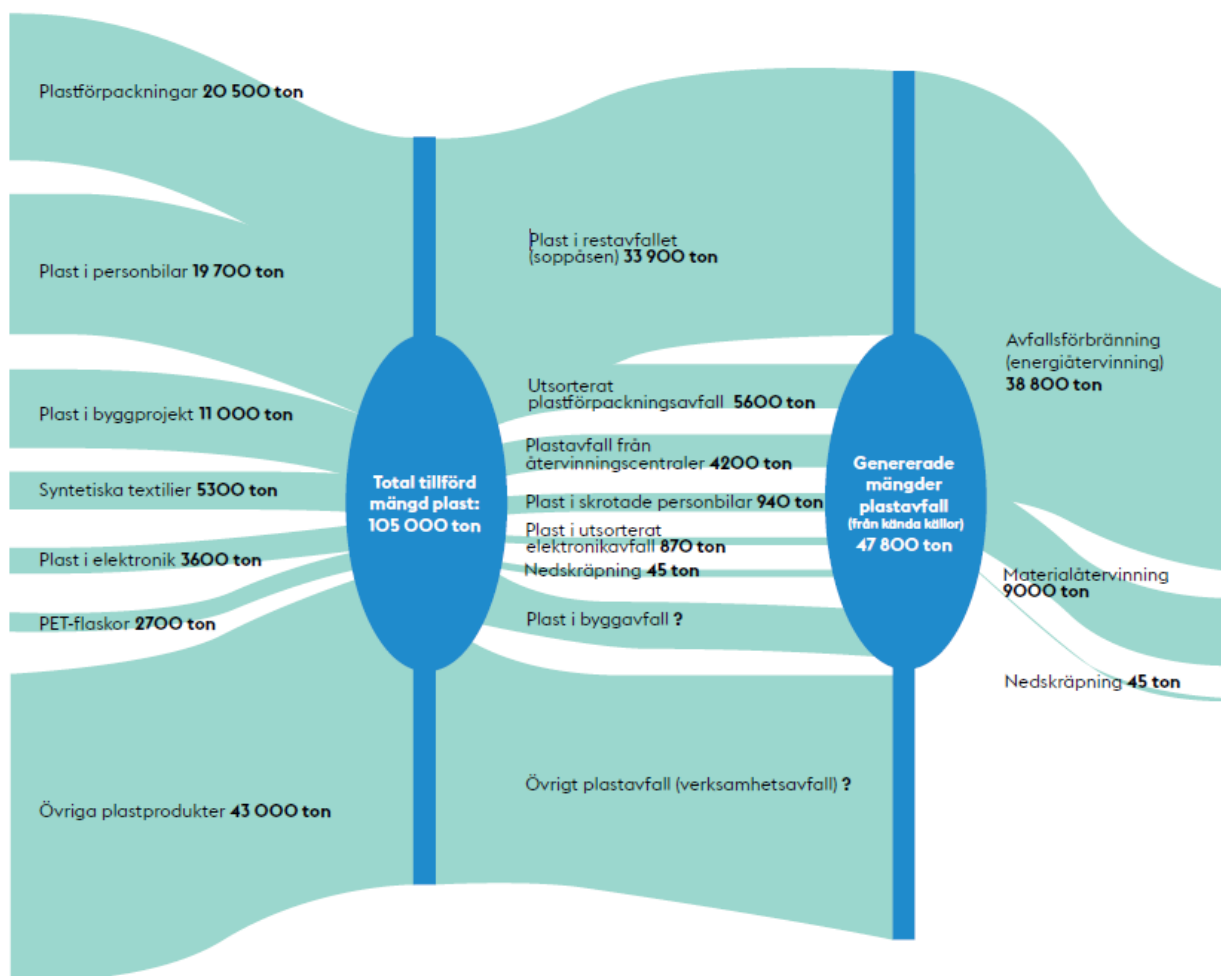 Plastförpackningar 20 500 ton
Plast i personbilar 19 700 ton
Plast i byggprojekt 11 000 ton
Syntetiska textilier 5300 ton
Plast i elektronik 3600 ton
PET-flaskor 2700 ton
Övriga plastprodukter 43 000 ton
Total tillförd
mängd plast:
105 000 ton
Plast i restavfallet
(soppåsen) 33 900 ton
Utsorterat
plastförpackningsavfall 5600 ton
Plastavfall från
återvinningscentraler 4200 ton
Plast i skrotade personbilar 940 ton
Plast i utsorterat
elektronikavfall 870 ton
Nedskräpning 45 ton
Plast i byggavfall ?
Övrigt plastavfall (verksamhetsavfall) ?
Genererade
mängder
plastavfall
(från kända källor)
47 800 ton
Avfallsförbränning
(energiåtervinning)
38 800 ton
Materialåtervinning
9000 ton
Nedskräpning 45 ton